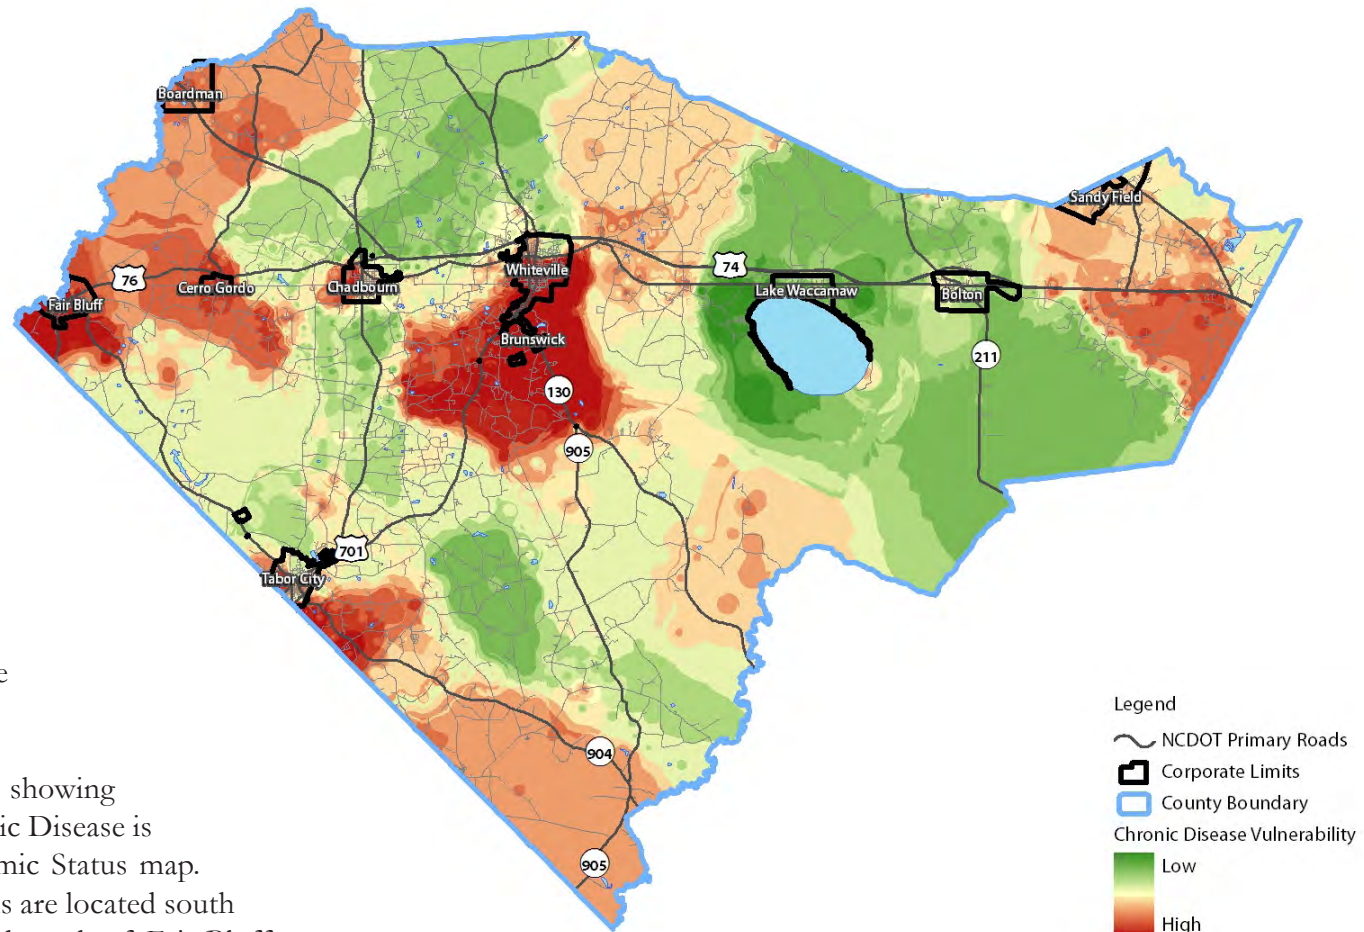 Boardman
Sandy Field
Whiteville
74
76
Cerro Gordo
Chadbourn
Lake Waccamaw
Bolton
Fair Bluff
Brunswick
211
130
905
701
Tabor City
904
905
e
showing
ic Disease is
mic Status map.
s are located south
Legend
NCDOT Primary Roads
Corporate Limits
County Boundary
Chronic Disease Vulnerability
Low
High